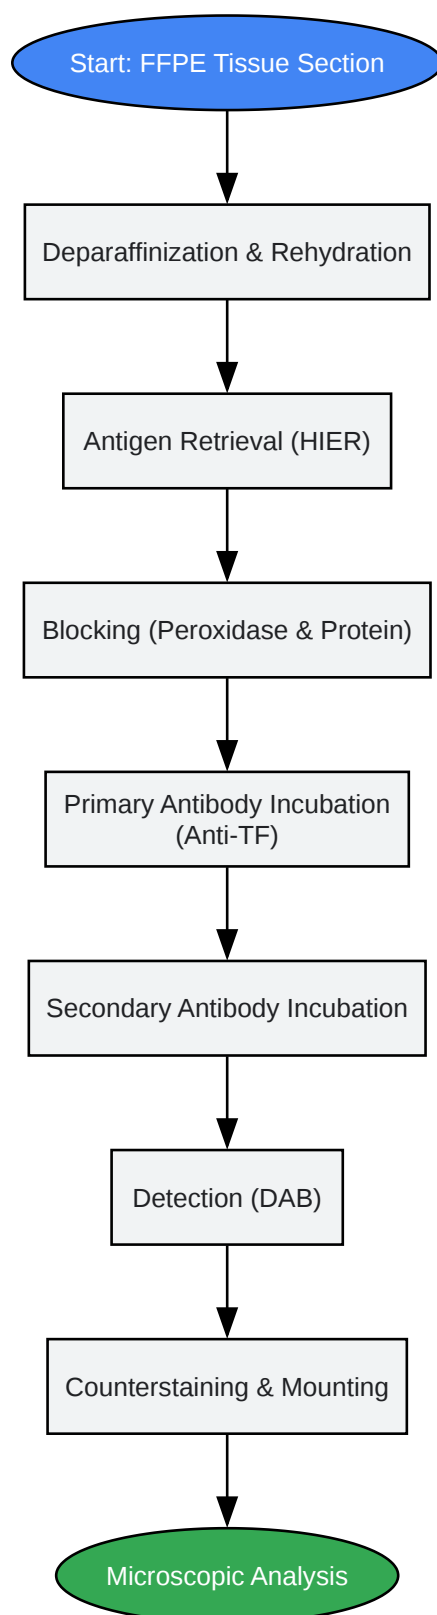 Start: FFPE Tissue Section
Deparaffinization & Rehydration
Antigen Retrieval (HIER)
Blocking (Peroxidase & Protein)
Primary Antibody Incubation
(Anti-TF)
Secondary Antibody Incubation
Detection (DAB)
Counterstaining & Mounting
Microscopic Analysis